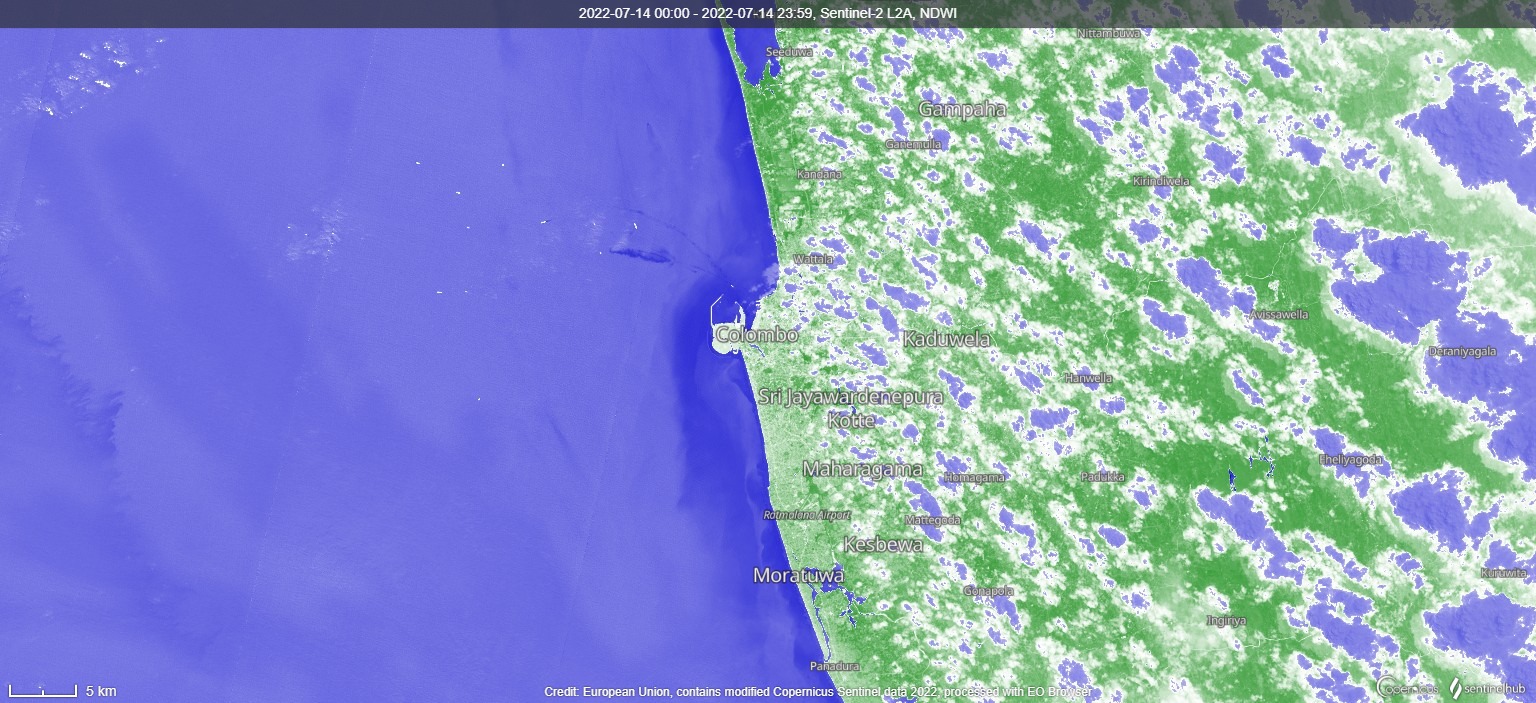 2022-07-14 00:00 - 2022-07-14 23:59, Sentinel-2 L2A, NDWI
Nittambuwa
Seeduwa
Gampaha
Ganemulla
Kandana
Kirindiwela
Wattala
Avissawella
Colombo
Kaduwela
Deraniyagala
Hanwella
Sri Jayawardenepura
Kotte
Eheliyagoda
Maharagama
Homagama
Padukka
Ratmalana Airport
Mattegoda
Kesbewa
Moratuwa
Kuruwita
Gonapola
Ingiriya
Panadura
5 km
Credit: European Union, contains modified Copernicus Sentinel data 2022, processed with EO Browser
opernicus
sentinelhub